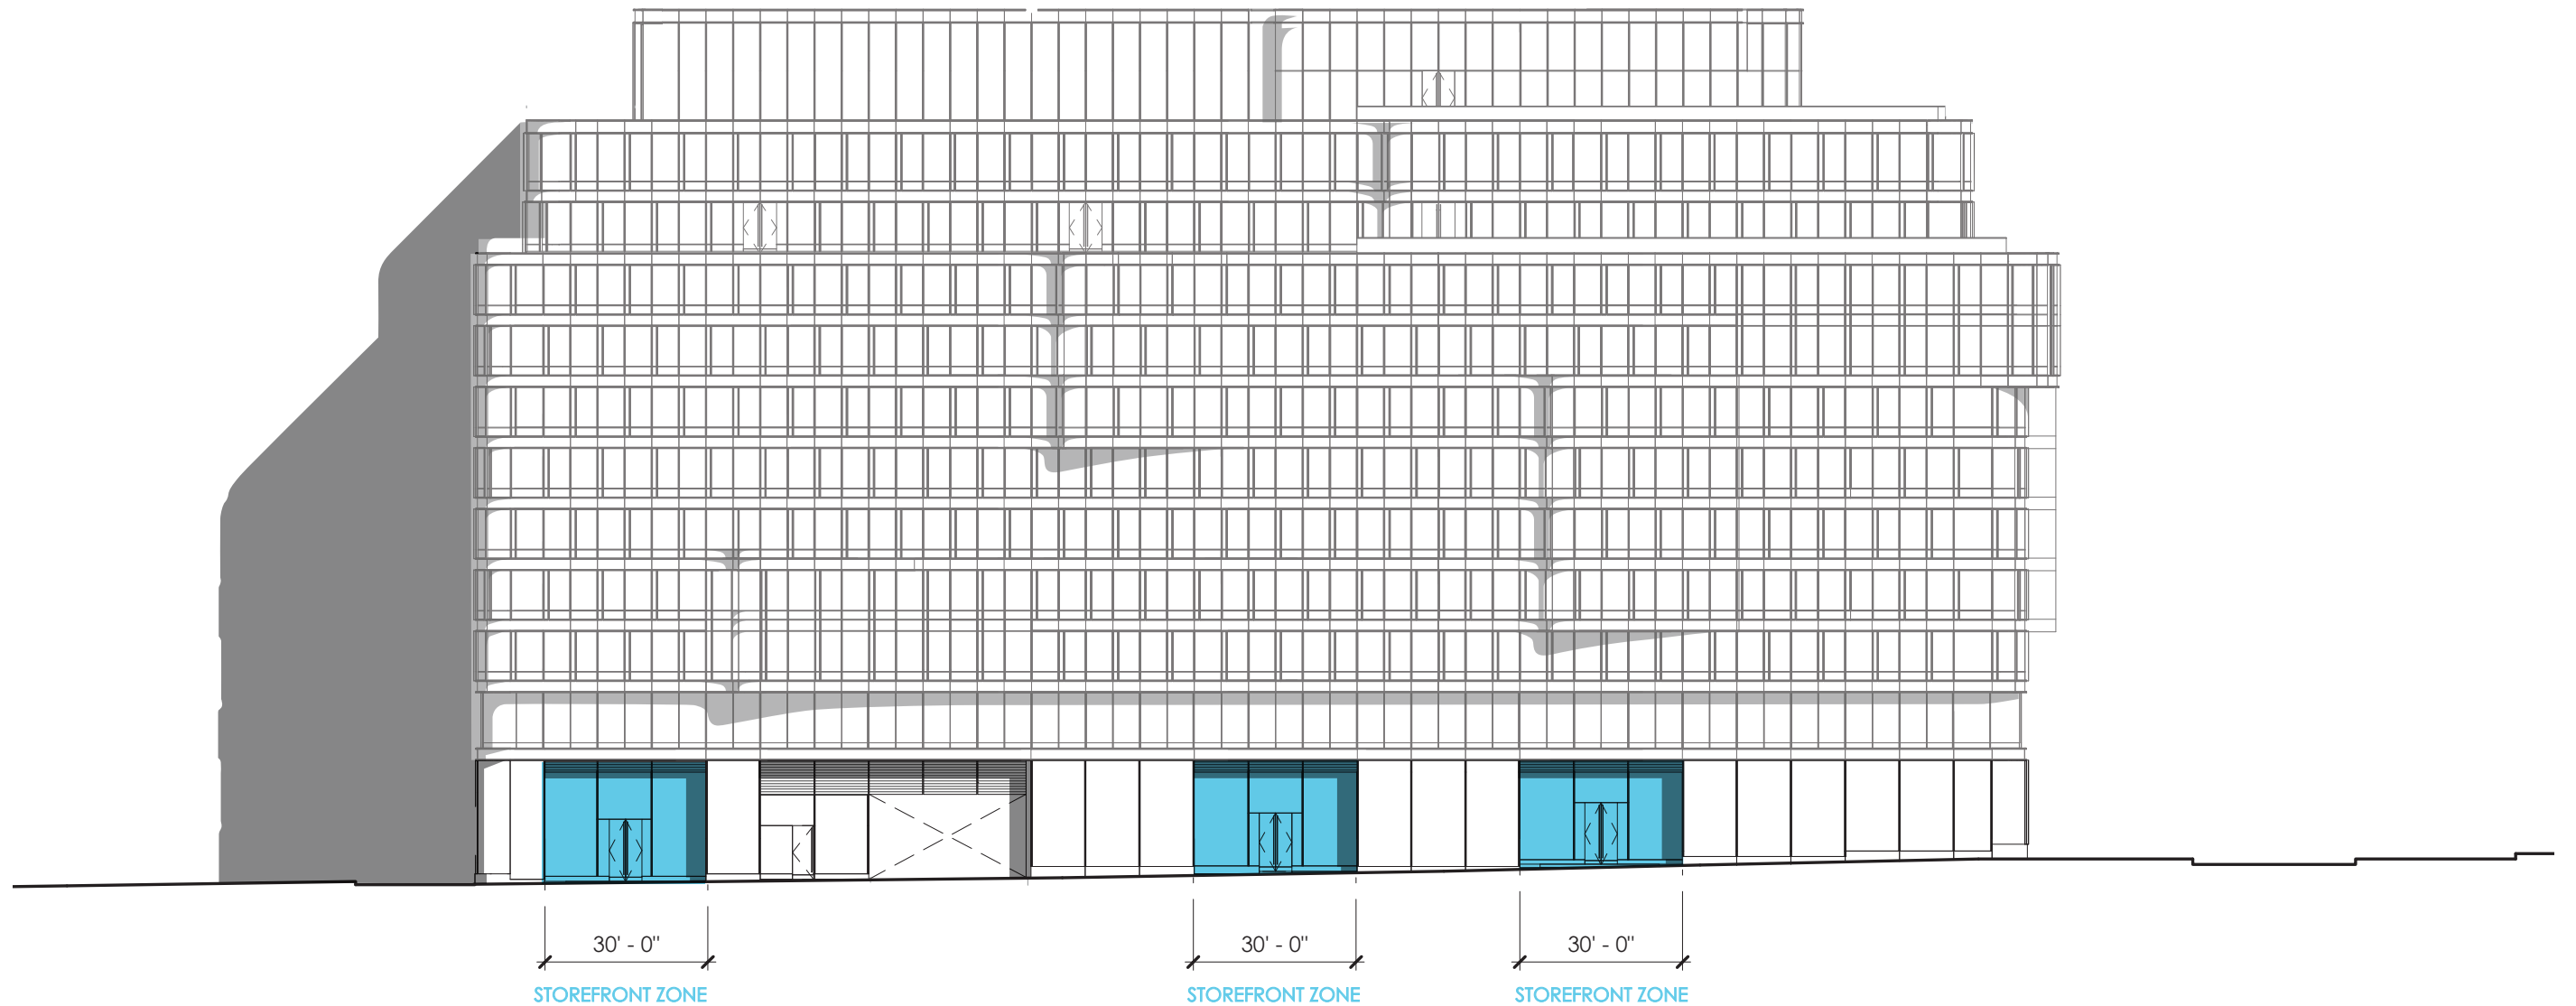 30' - 0" 30' - 0" 30' - 0"
STOREFRONT ZONE STOREFRONT ZONE STOREFRONT ZONE